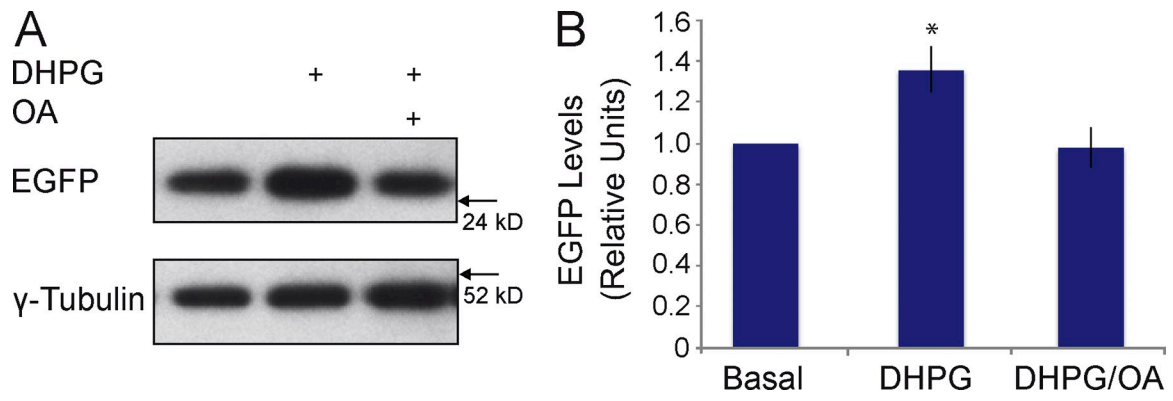 A
DHPG + +
OA +
EGFP
24 kD
γ-Tubulin
52 kD
B
EGFP Levels
(Relative Units)
1.6
1.4
1.2
1.0
0.8
0.6
0.4
0.2
0
*
Basal DHPG DHPG/OA